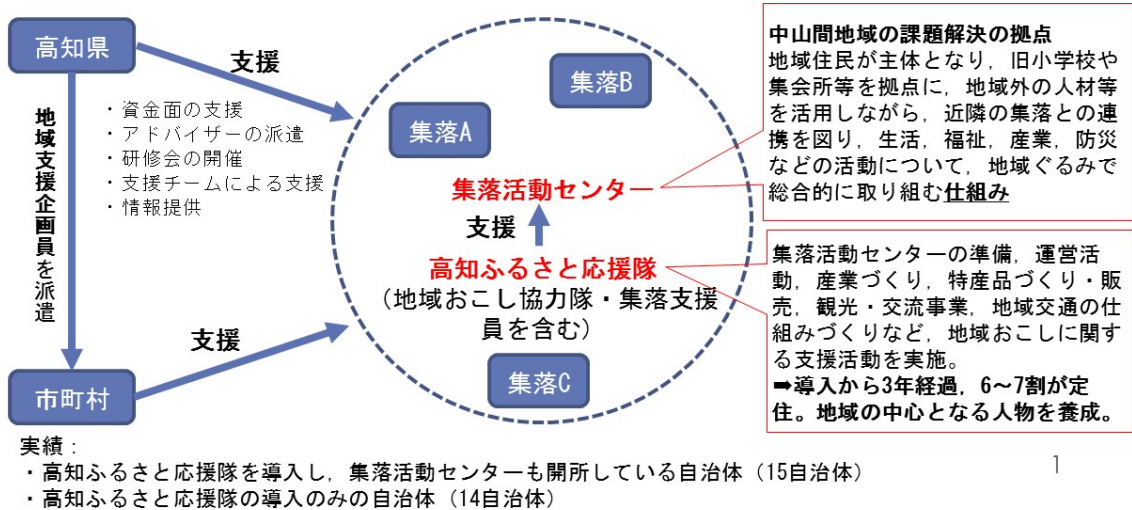 高知県
支援
・資金面の支援
・アドバイザーの派遣
・研修会の開催
・支援チームによる支援
・情報提供
地域支援企画員を派遣
市町村
支援
集落A
集落B
集落活動センター
支援
高知ふるさと応援隊
（地域おこし協力隊・集落支援
員を含む）
集落C
中山間地域の課題解決の拠点
地域住民が主体となり，旧小学校や
集会所等を拠点に，地域外の人材等
を活用しながら，近隣の集落との連
携を図り，生活，福祉，産業，防災
などの活動について，地域ぐるみで
総合的に取り組む仕組み
集落活動センターの準備，運営活
動，産業づくり，特産品づくり・販
売，観光・交流事業，地域交通の仕
組みづくりなど，地域おこしに関す
る支援活動を実施。
➡導入から3年経過，6～7割が定
住。地域の中心となる人物を養成。
実績：
・高知ふるさと応援隊を導入し，集落活動センターも開所している自治体（15自治体）
・高知ふるさと応援隊の導入のみの自治体（14自治体）
1